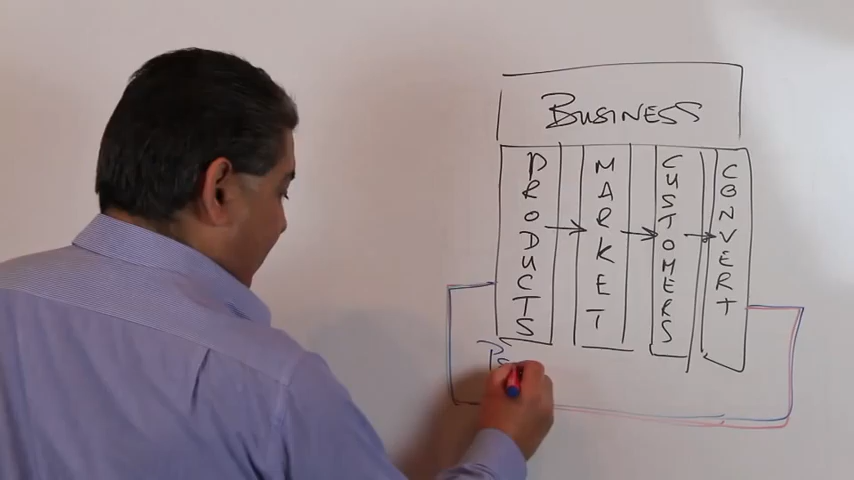 BUSINESS
PRODUCTS
MARKET
CUSTOMERS
CONVERT